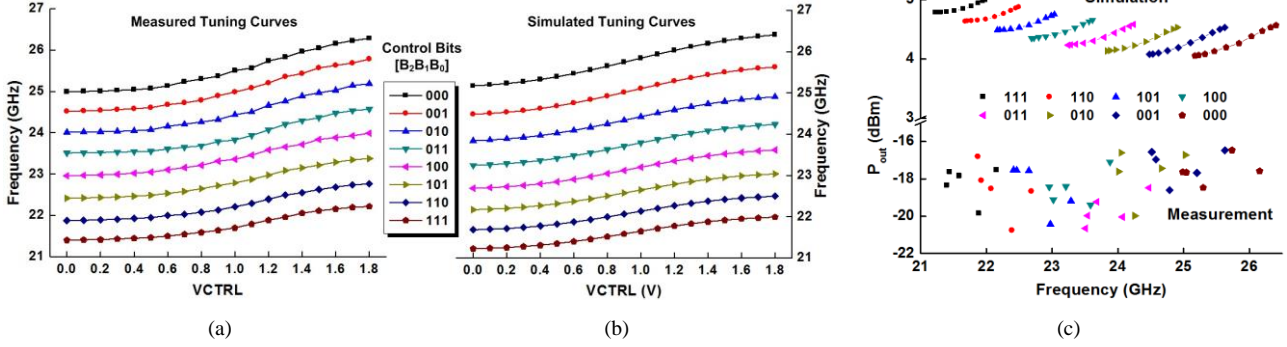 Measured Tuning Curves
Frequency (GHz)
27
26
25
24
23
22
21
0.0 0.2 0.4 0.6 0.8 1.0 1.2 1.4 1.6 1.8
VCTRL
(a)
Control Bits
[B2B1B0]
000
001
010
011
100
101
110
111
Simulated Tuning Curves
0.0 0.2 0.4 0.6 0.8 1.0 1.2 1.4 1.6 1.8
VCTRL (V)
27
26
25
24
23
22
21
Frequency (GHz)
(b)
Simulation
5
4
3
-16
-18
-20
-22
P_out (dBm)
111 110 101 100
011 010 001 000
Measurement
21 22 23 24 25 26
Frequency (GHz)
(c)